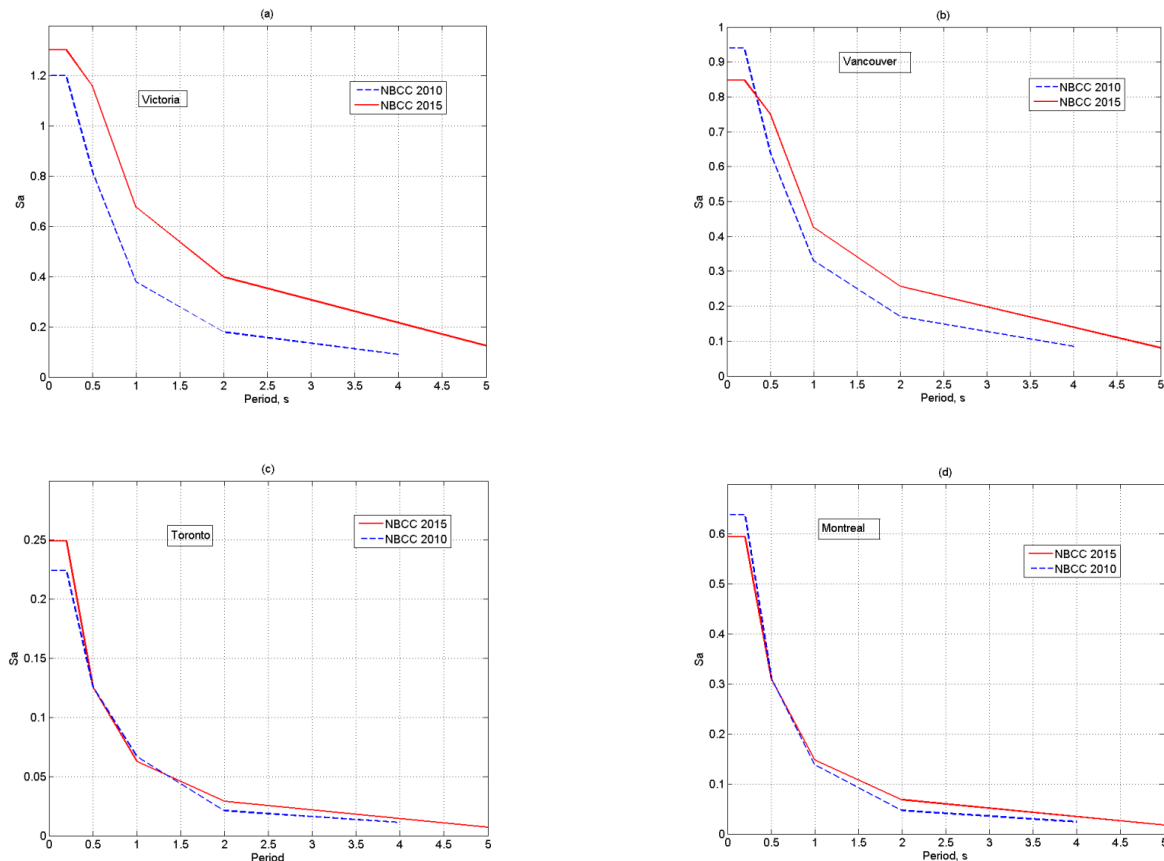 (a)
Victoria
NBCC 2010
NBCC 2015
Sa
1.2
1
0.8
0.6
0.4
0.2
0
0 0.5 1 1.5 2 2.5 3 3.5 4 4.5 5
Period, s
(b)
Vancouver
NBCC 2010
NBCC 2015
Sa
1
0.9
0.8
0.7
0.6
0.5
0.4
0.3
0.2
0.1
0
0 0.5 1 1.5 2 2.5 3 3.5 4 4.5 5
Period, s
(c)
Toronto
NBCC 2015
NBCC 2010
Sa
0.25
0.2
0.15
0.1
0.05
0
0 0.5 1 1.5 2 2.5 3 3.5 4 4.5 5
Period
(d)
Montreal
NBCC 2015
NBCC 2010
Sa
0.6
0.5
0.4
0.3
0.2
0.1
0
0 0.5 1 1.5 2 2.5 3 3.5 4 4.5 5
Period, s